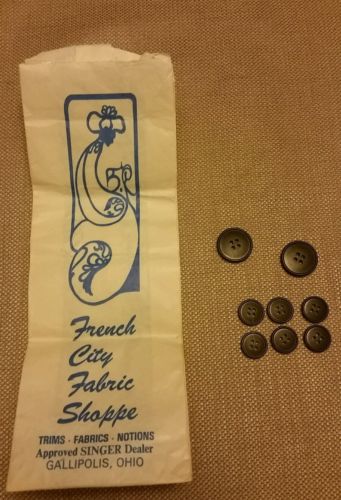 French
City
Fabric
Shoppe
TRIMS - FABRICS - NOTIONS
Approved SINGER Dealer
GALLIPOLIS, OHIO